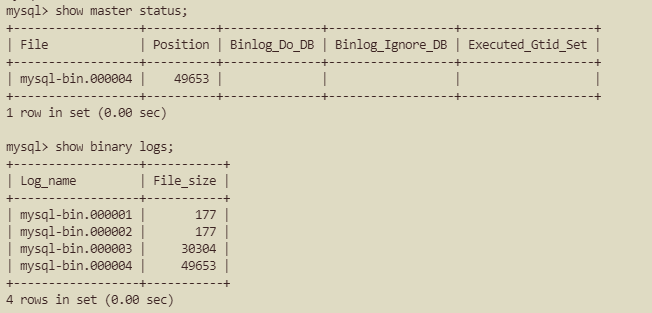 mysql> show master status;
+------------------+----------+--------------+------------------+-------------------+
| File             | Position | Binlog_Do_DB | Binlog_Ignore_DB | Executed_Gtid_Set |
+------------------+----------+--------------+------------------+-------------------+
| mysql-bin.000004 |    49653 |              |                  |                   |
+------------------+----------+--------------+------------------+-------------------+
1 row in set (0.00 sec)
mysql> show binary logs;
+------------------+-----------+
| Log_name         | File_size |
+------------------+-----------+
| mysql-bin.000001 |       177 |
| mysql-bin.000002 |       177 |
| mysql-bin.000003 |     30304 |
| mysql-bin.000004 |     49653 |
+------------------+-----------+
4 rows in set (0.00 sec)